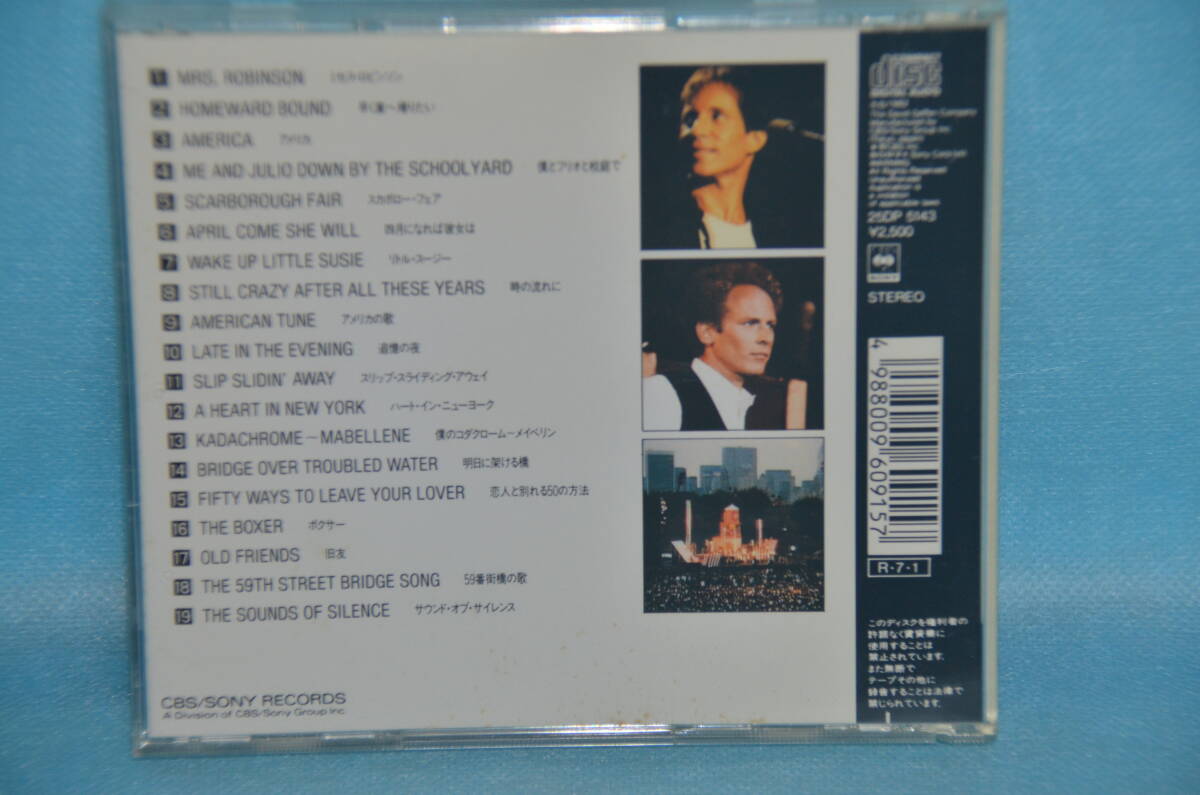 1 MRS. ROBINSON ミセス・ロビンソン
2 HOMEWARD BOUND 早く家へ帰りたい
3 AMERICA アメリカ
4 ME AND JULIO DOWN BY THE SCHOOLYARD 僕とフリオと校庭で
5 SCARBOROUGH FAIR スカボロー・フェア
6 APRIL COME SHE WILL 四月になれば彼女は
7 WAKE UP LITTLE SUSIE リトル・スージー
8 STILL CRAZY AFTER ALL THESE YEARS 時の流れに
9 AMERICAN TUNE アメリカの歌
10 LATE IN THE EVENING 追憶の夜
11 SLIP SLIDIN' AWAY スリップ・スライディング・アウェイ
12 A HEART IN NEW YORK ハート・イン・ニューヨーク
13 KADACHROME～MABELLENE 僕のコダクローム～メイベリン
14 BRIDGE OVER TROUBLED WATER 明日に架ける橋
15 FIFTY WAYS TO LEAVE YOUR LOVER 恋人と別れる50の方法
16 THE BOXER ボクサー
17 OLD FRIENDS 旧友
18 THE 59TH STREET BRIDGE SONG 59番街橋の歌
19 THE SOUNDS OF SILENCE サウンド・オブ・サイレンス
CBS/SONY RECORDS
A Division of CBS/Sony Group Inc.
COMPACT
disc
DIGITAL AUDIO
The David Geffen Company
All Rights Reserved
duplication is
a violation
of applicable laws
25DP 5143
¥2,500
STEREO
4 988009 609157
R-7-1
このディスクを権利者の
許諾なく賃貸業に
使用することは
禁止されています。
また無断で
テープその他に
録音することは法律で
禁じられています。